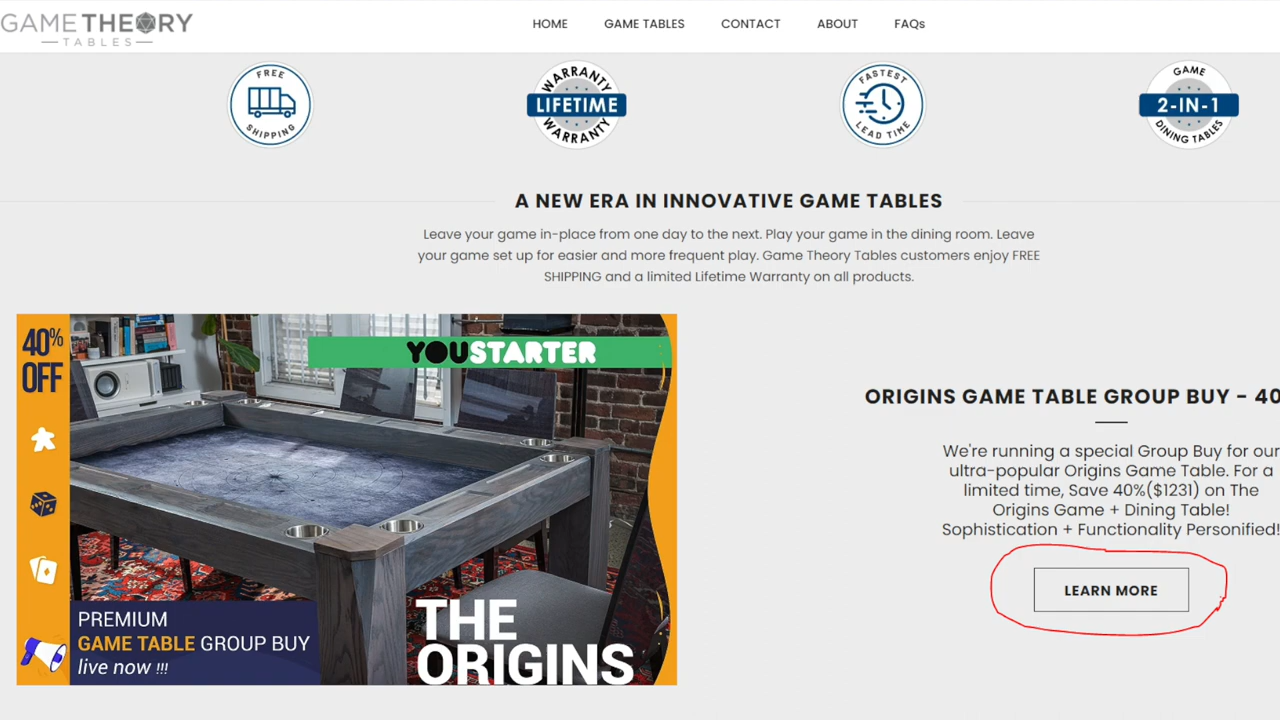 GAMETHEORY
TABLES
HOME GAME TABLES CONTACT ABOUT FAQs
FREE
SHIPPING
WARRANTY
LIFETIME
WARRANTY
FASTEST
LEAD TIME
GAME
2-IN-1
DINING TABLES
A NEW ERA IN INNOVATIVE GAME TABLES
Leave your game in-place from one day to the next. Play your game in the dining room. Leave
your game set up for easier and more frequent play. Game Theory Tables customers enjoy FREE
SHIPPING and a limited Lifetime Warranty on all products.
40%
OFF
YOUSTARTER
PREMIUM
GAME TABLE GROUP BUY
live now !!!
THE
ORIGINS
ORIGINS GAME TABLE GROUP BUY - 40
We're running a special Group Buy for our
ultra-popular Origins Game Table. For a
limited time, Save 40%($1231) on The
Origins Game + Dining Table!
Sophistication + Functionality Personified!
LEARN MORE